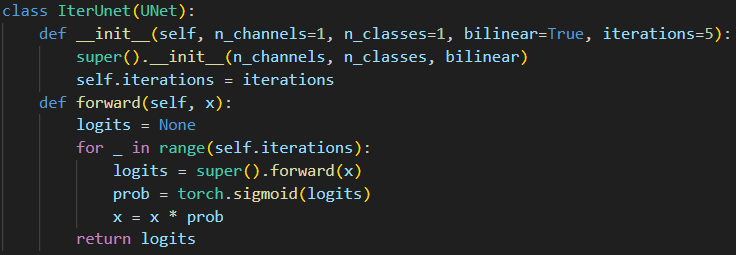 class IterUnet(UNet):
    def __init__(self, n_channels=1, n_classes=1, bilinear=True, iterations=5):
        super().__init__(n_channels, n_classes, bilinear)
        self.iterations = iterations
    def forward(self, x):
        logits = None
        for _ in range(self.iterations):
            logits = super().forward(x)
            prob = torch.sigmoid(logits)
            x = x * prob
        return logits